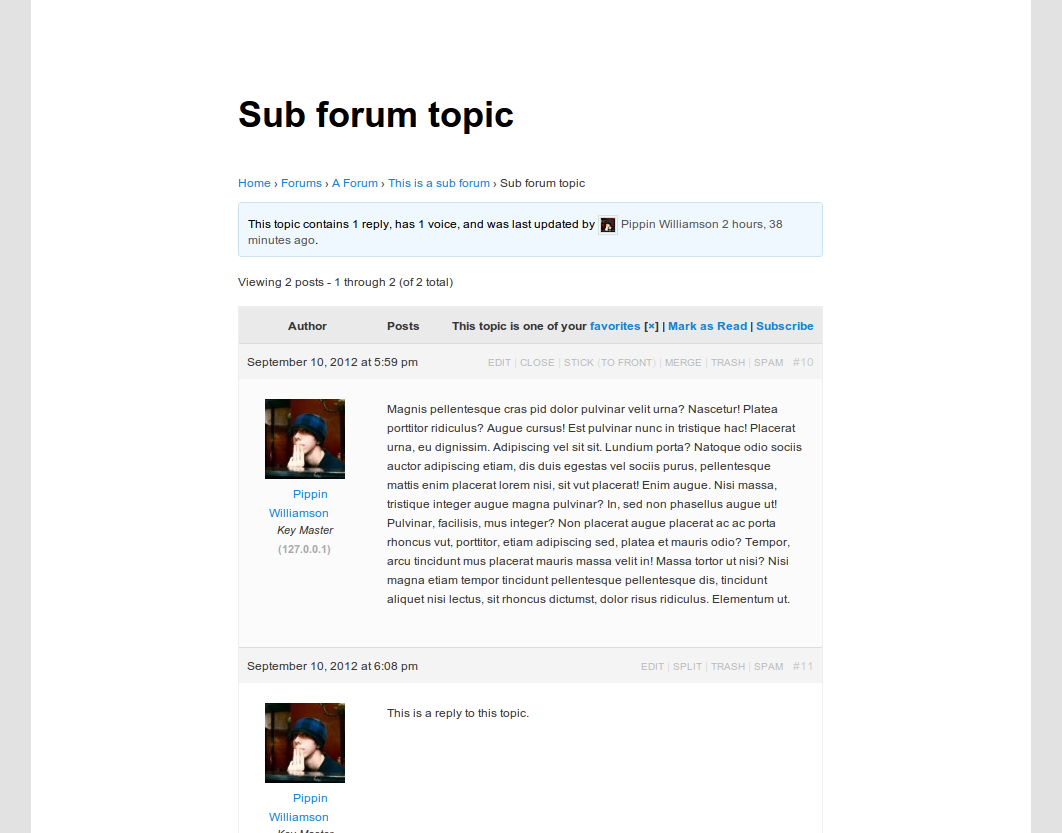 Sub forum topic
Home › Forums › A Forum › This is a sub forum › Sub forum topic
This topic contains 1 reply, has 1 voice, and was last updated by Pippin Williamson 2 hours, 38
minutes ago.
Viewing 2 posts - 1 through 2 (of 2 total)
Author Posts This topic is one of your favorites [×] | Mark as Read | Subscribe
September 10, 2012 at 5:59 pm EDIT | CLOSE | STICK (TO FRONT) | MERGE | TRASH | SPAM #10
Pippin
Williamson
Key Master
(127.0.0.1)
Magnis pellentesque cras pid dolor pulvinar velit urna? Nascetur! Platea
porttitor ridiculus? Augue cursus! Est pulvinar nunc in tristique hac! Placerat
urna, eu dignissim. Adipiscing vel sit sit. Lundium porta? Natoque odio sociis
auctor adipiscing etiam, dis duis egestas vel sociis purus, pellentesque
mattis enim placerat lorem nisi, sit vut placerat! Enim augue. Nisi massa,
tristique integer augue magna pulvinar? In, sed non phasellus augue ut!
Pulvinar, facilisis, mus integer? Non placerat augue placerat ac ac porta
rhoncus vut, porttitor, etiam adipiscing sed, platea et mauris odio? Tempor,
arcu tincidunt mus placerat mauris massa velit in! Massa tortor ut nisi? Nisi
magna etiam tempor tincidunt pellentesque pellentesque dis, tincidunt
aliquet nisi lectus, sit rhoncus dictumst, dolor risus ridiculus. Elementum ut.
September 10, 2012 at 6:08 pm EDIT | SPLIT | TRASH | SPAM #11
Pippin
Williamson
Key Master
This is a reply to this topic.